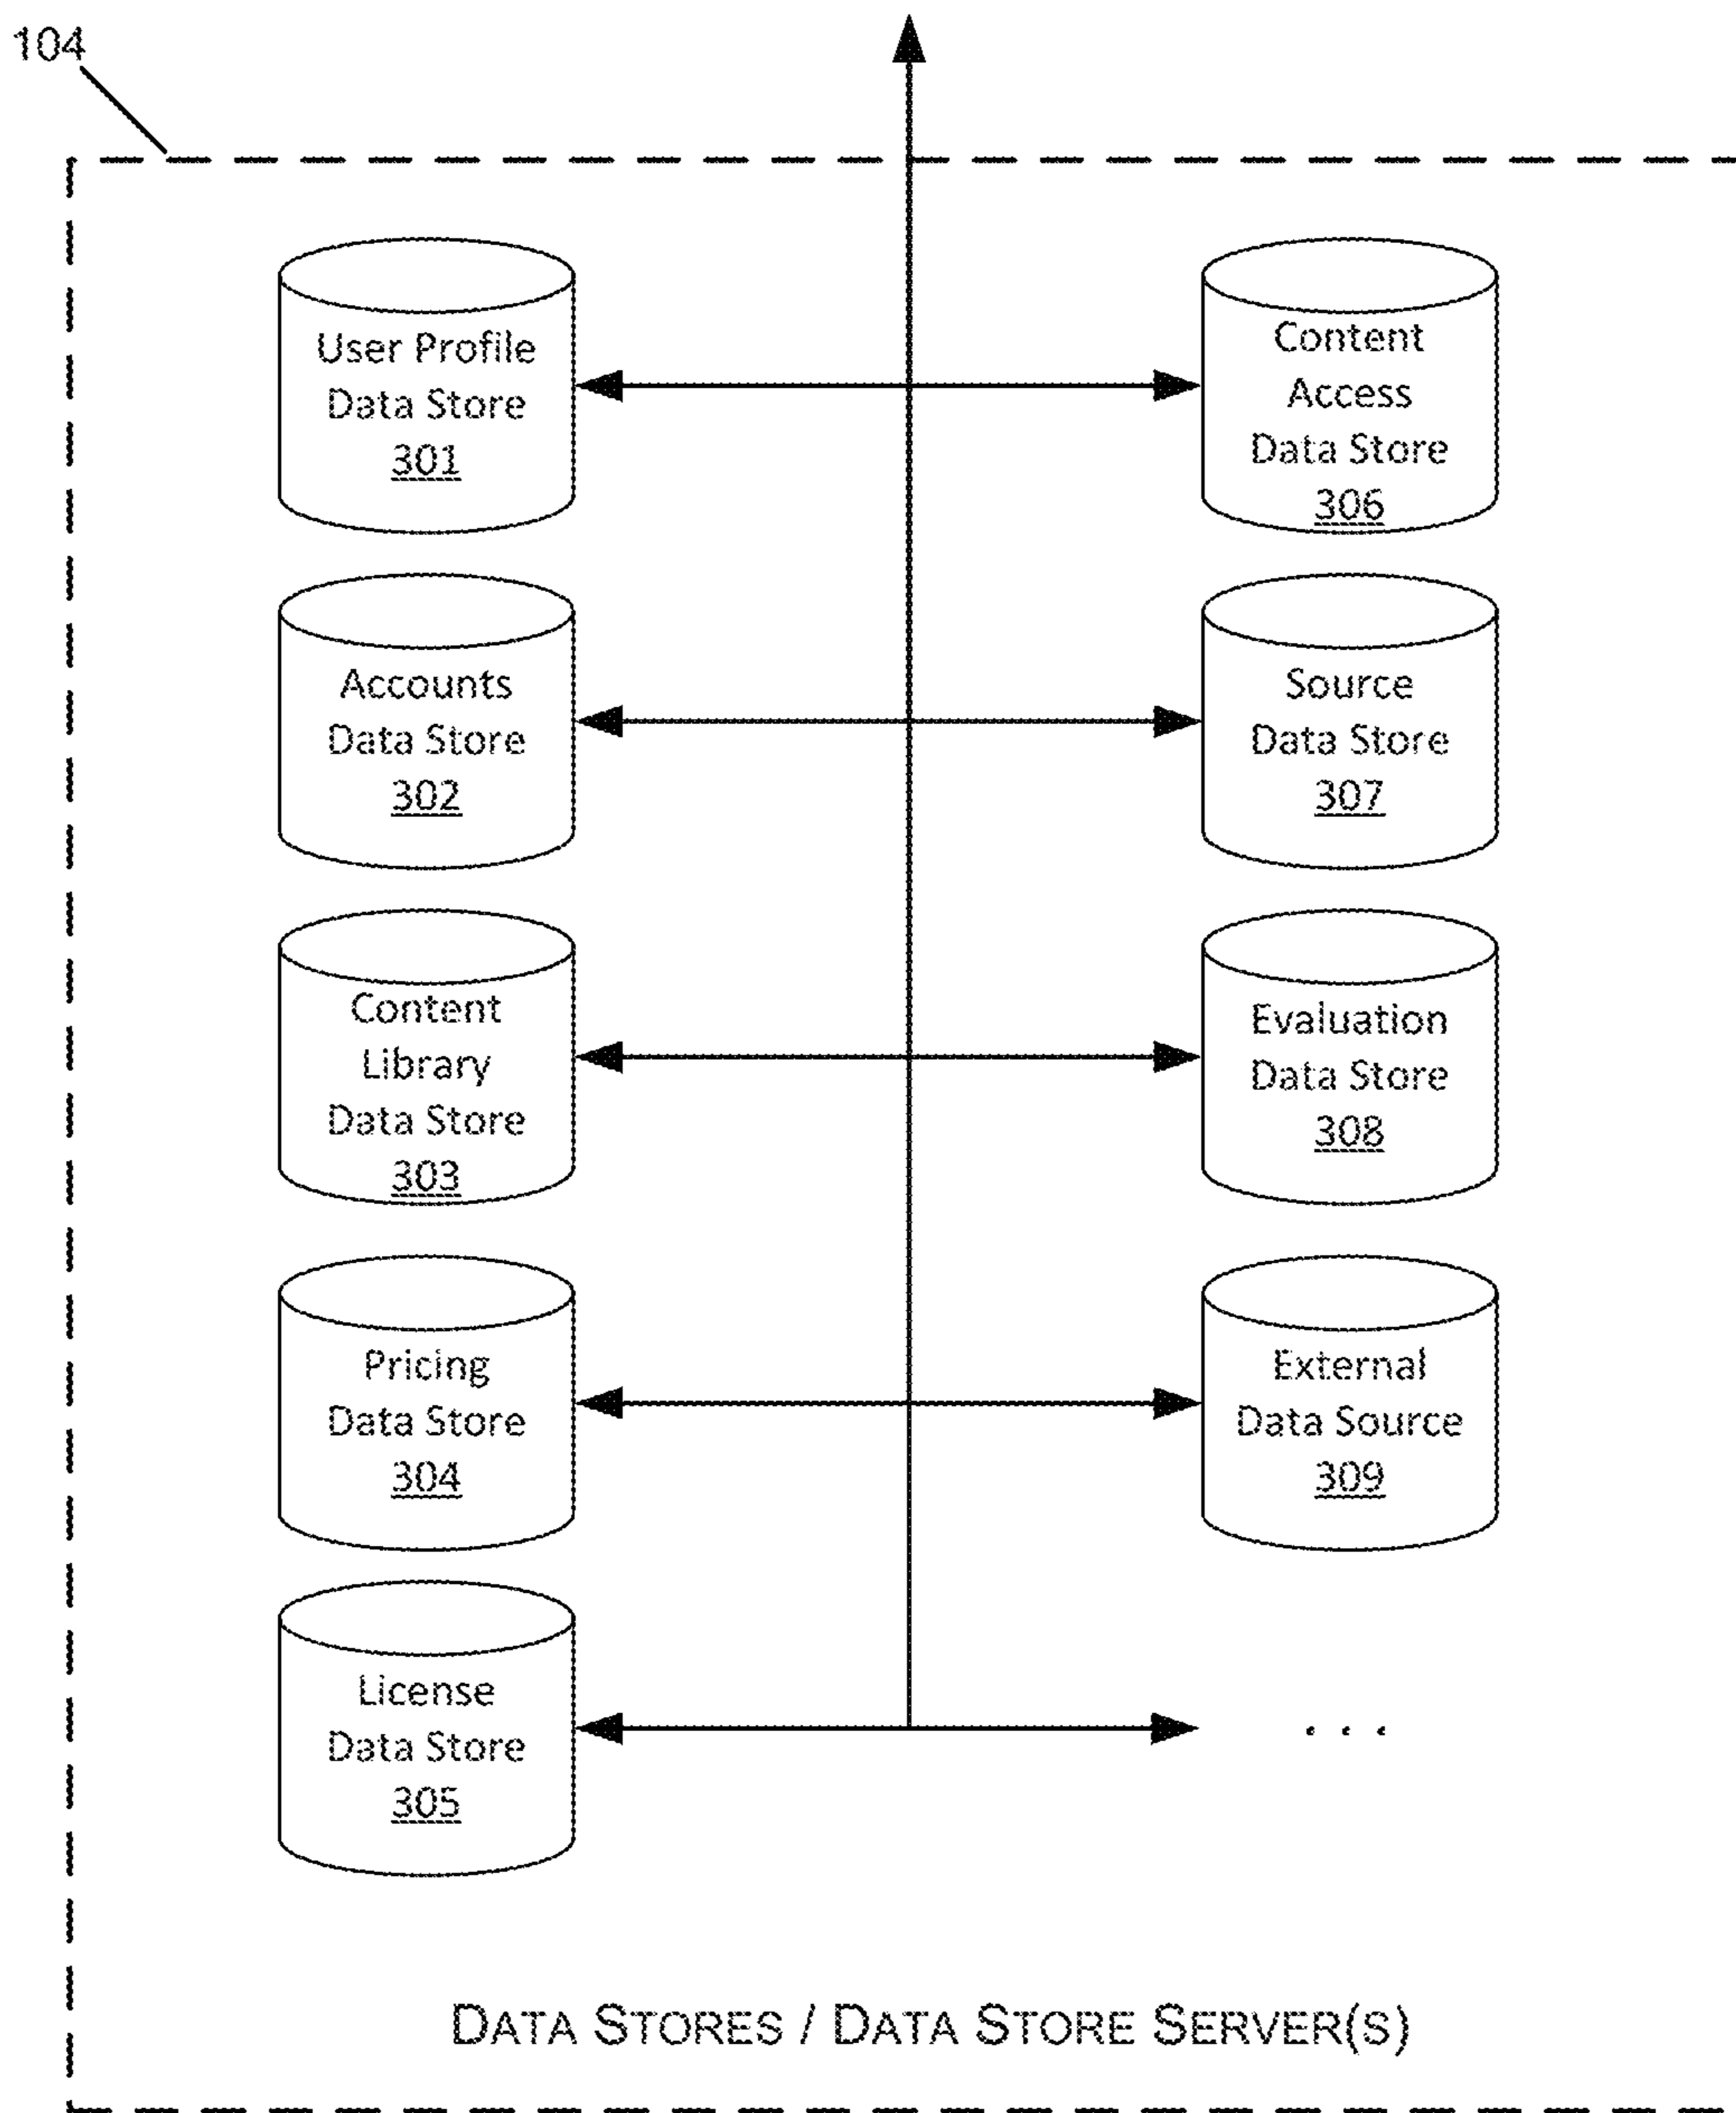 104
User Profile
Data Store
301
Content
Access
Data Store
306
Accounts
Data Store
302
Source
Data Store
307
Content
Library
Data Store
303
Evaluation
Data Store
308
Pricing
Data Store
304
External
Data Source
309
License
Data Store
305
. . .
DATA STORES / DATA STORE SERVER(S)